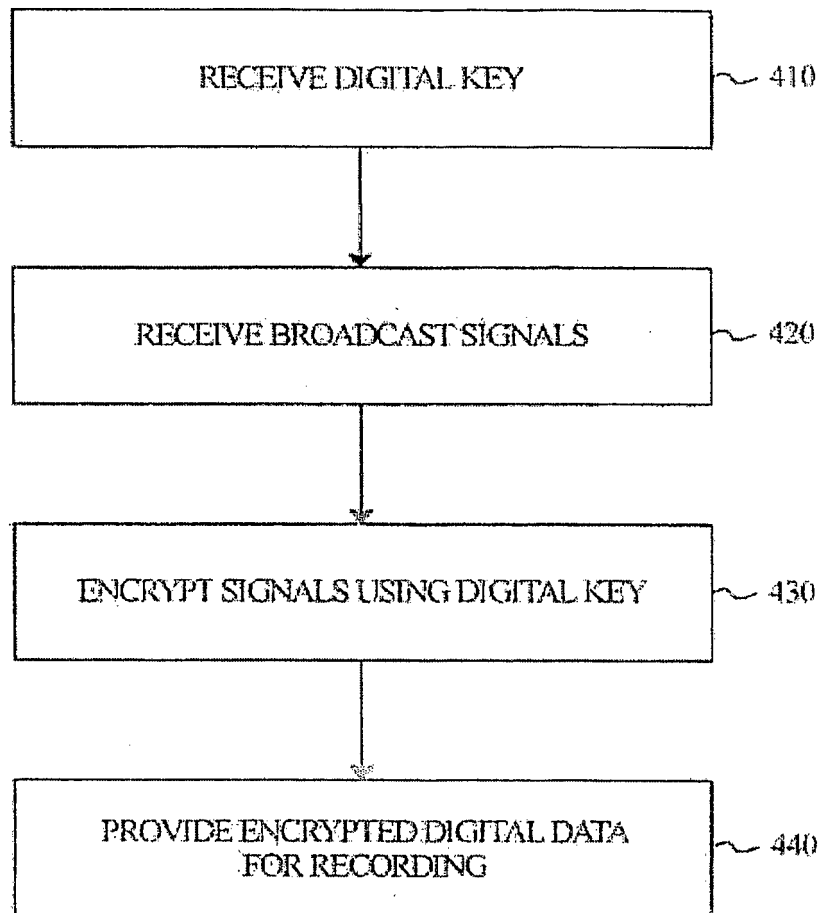 RECEIVE DIGITAL KEY
410
RECEIVE BROADCAST SIGNALS
420
ENCRYPT SIGNALS USING DIGITAL KEY
430
PROVIDE ENCRYPTED DIGITAL DATA
FOR RECORDING
440